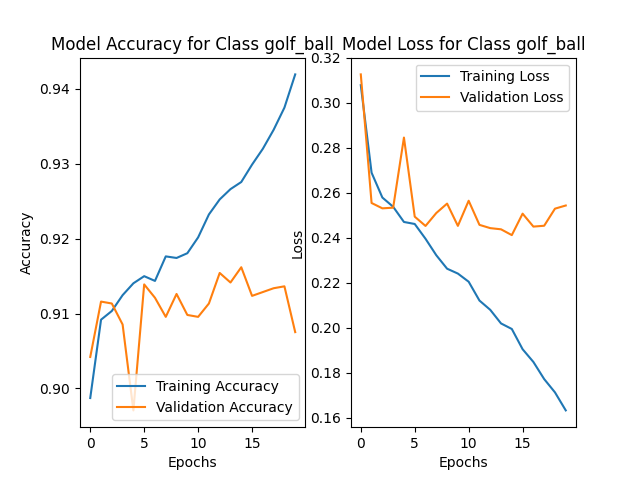 Model Accuracy for Class golf_ball
Model Loss for Class golf_ball
Accuracy
0.94
0.93
0.92
0.91
0.90
Training Accuracy
Validation Accuracy
0
5
10
15
Epochs
Loss
0.32
0.30
0.28
0.26
0.24
0.22
0.20
0.18
0.16
Training Loss
Validation Loss
0
5
10
15
Epochs